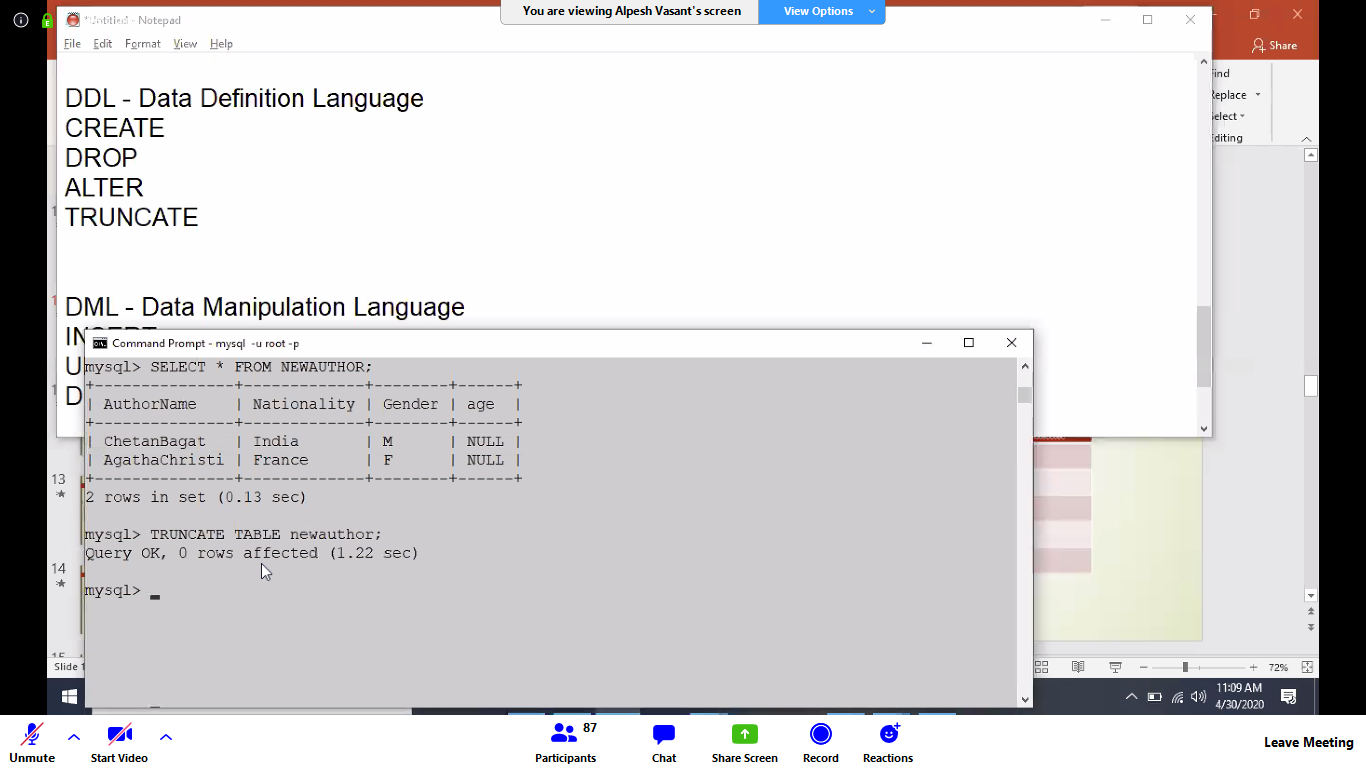 You are viewing Alpesh Vasant's screen
View Options
*Untitled - Notepad
File Edit Format View Help
Share
Find
Replace
Select
Editing
DDL - Data Definition Language
CREATE
DROP
ALTER
TRUNCATE
DML - Data Manipulation Language
INSERT
U
D
Command Prompt - mysql -u root -p
mysql> SELECT * FROM NEWAUTHOR;
+---------------+-------------+--------+------+
| AuthorName | Nationality | Gender | age |
+---------------+-------------+--------+------+
| ChetanBagat | India | M | NULL |
| AgathaChristi | France | F | NULL |
+---------------+-------------+--------+------+
2 rows in set (0.13 sec)
mysql> TRUNCATE TABLE newauthor;
Query OK, 0 rows affected (1.22 sec)
mysql> _
13
14
15
Slide 1
72%
11:09 AM
4/30/2020
Unmute
Start Video
87
Participants
Chat
Share Screen
Record
Reactions
Leave Meeting